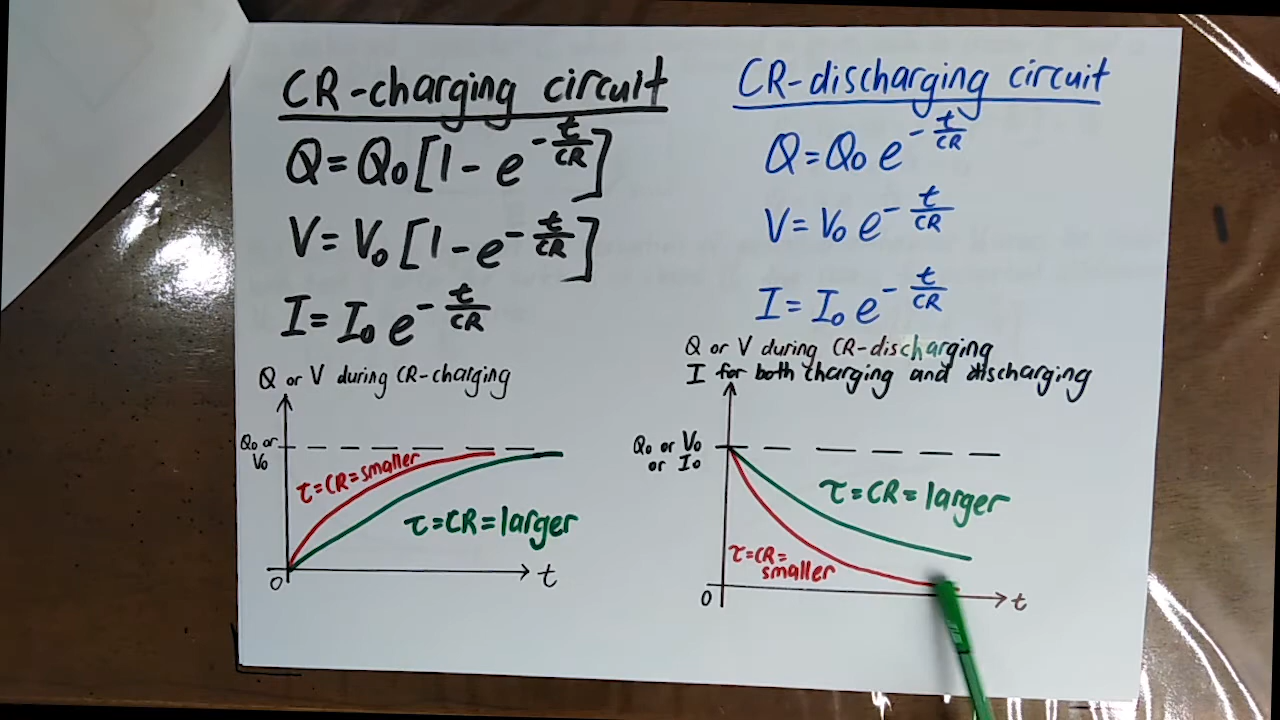 CR-charging circuit
Q = Q₀[1 - e^(-t/CR)]
V = V₀[1 - e^(-t/CR)]
I = I₀ e^(-t/CR)
Q or V during CR-charging
Q₀ or
V₀
τ = CR = smaller
τ = CR = larger
0
t
CR-discharging circuit
Q = Q₀ e^(-t/CR)
V = V₀ e^(-t/CR)
I = I₀ e^(-t/CR)
Q or V during CR-discharging
I for both charging and discharging
Q₀ or V₀
or I₀
τ = CR = larger
τ = CR =
smaller
0
t